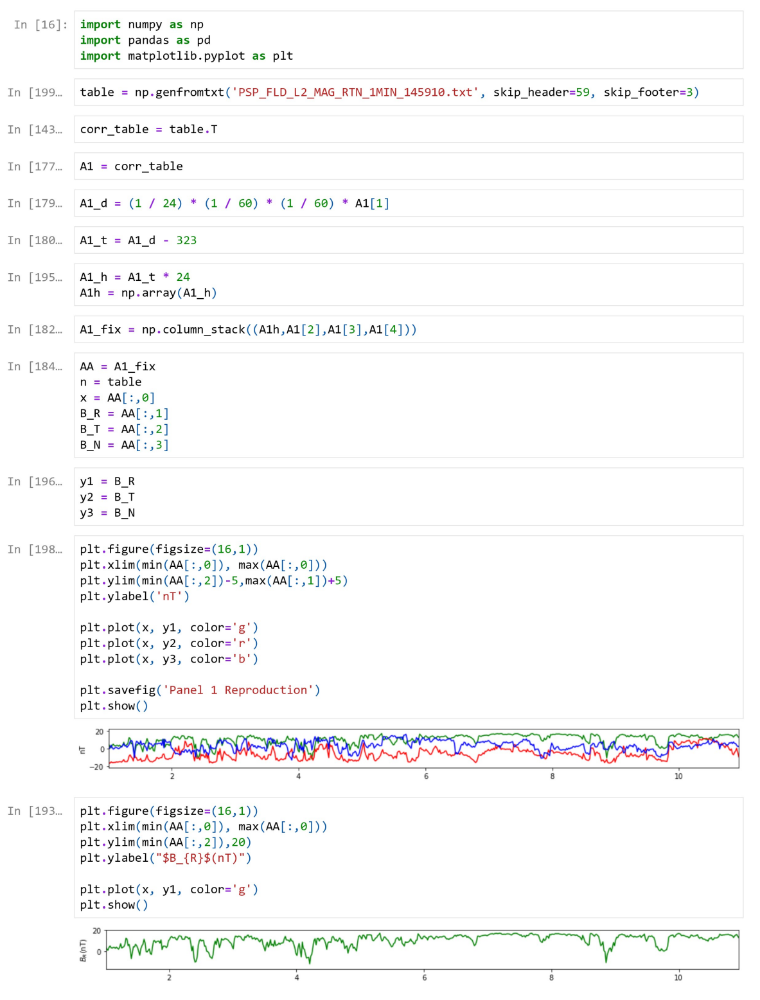 In [16]:
import numpy as np
import pandas as pd
import matplotlib.pyplot as plt
In [199…
table = np.genfromtxt('PSP_FLD_L2_MAG_RTN_1MIN_145910.txt', skip_header=59, skip_footer=3)
In [143…
corr_table = table.T
In [177…
A1 = corr_table
In [179…
A1_d = (1 / 24) * (1 / 60) * (1 / 60) * A1[1]
In [180…
A1_t = A1_d - 323
In [195…
A1_h = A1_t * 24
A1h = np.array(A1_h)
In [182…
A1_fix = np.column_stack((A1h,A1[2],A1[3],A1[4]))
In [184…
AA = A1_fix
n = table
x = AA[:,0]
B_R = AA[:,1]
B_T = AA[:,2]
B_N = AA[:,3]
In [196…
y1 = B_R
y2 = B_T
y3 = B_N
In [198…
plt.figure(figsize=(16,1))
plt.xlim(min(AA[:,0]), max(AA[:,0]))
plt.ylim(min(AA[:,2])-5,max(AA[:,1])+5)
plt.ylabel('nT')
plt.plot(x, y1, color='g')
plt.plot(x, y2, color='r')
plt.plot(x, y3, color='b')
plt.savefig('Panel 1 Reproduction')
plt.show()
20
nT
0
−20
2 4 6 8 10
In [193…
plt.figure(figsize=(16,1))
plt.xlim(min(AA[:,0]), max(AA[:,0]))
plt.ylim(min(AA[:,2]),20)
plt.ylabel("$B_{R}$(nT)")
plt.plot(x, y1, color='g')
plt.show()
20
B_R(nT)
0
2 4 6 8 10